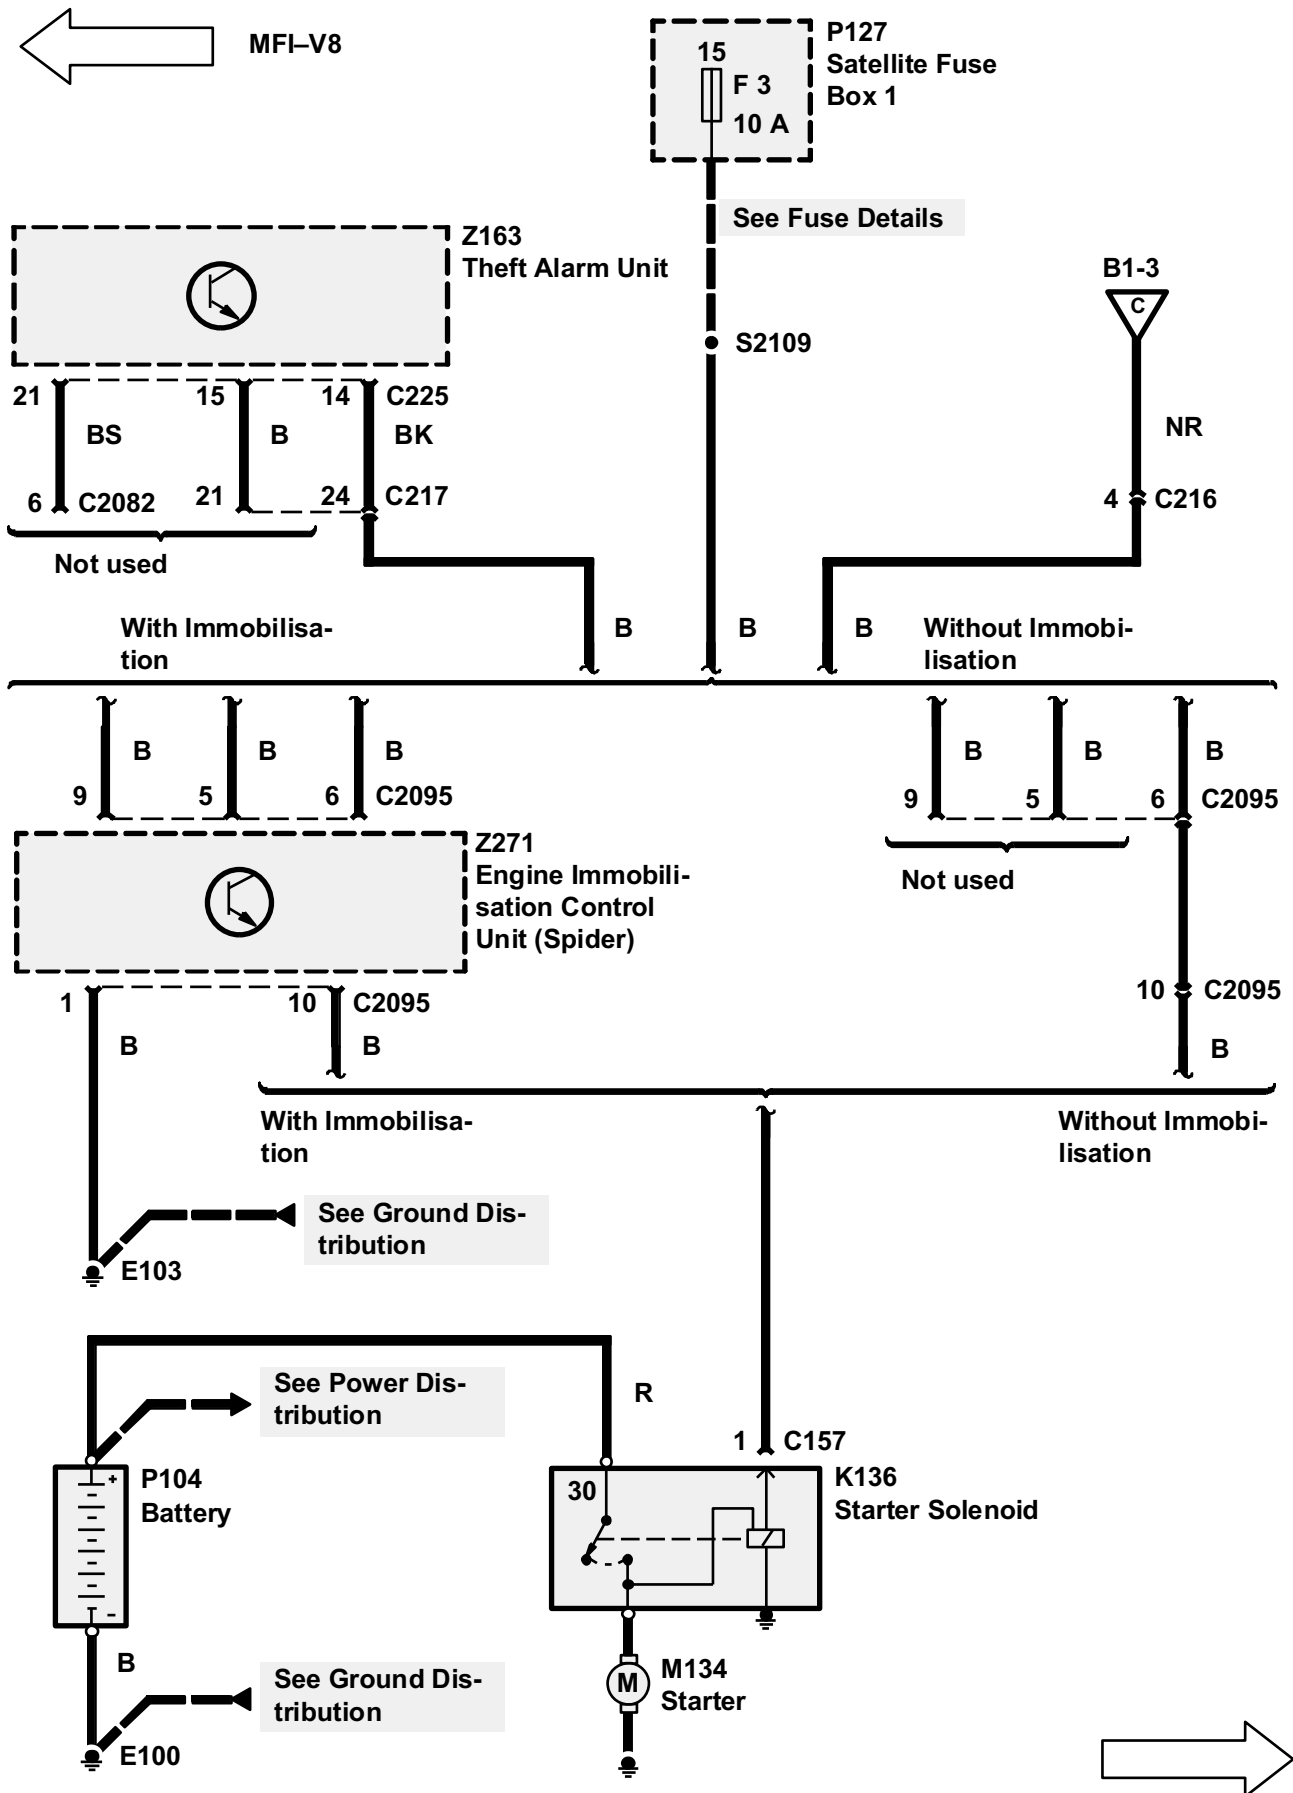 MFI–V8
P127
Satellite Fuse
Box 1
15
F 3
10 A
See Fuse Details
Z163
Theft Alarm Unit
B1-3
C
S2109
21
15
14
C225
BS
B
BK
NR
6
C2082
21
24
C217
4
C216
Not used
With Immobilisa-
tion
B
B
B
Without Immobi-
lisation
B
B
B
B
B
B
9
5
6
C2095
9
5
6
C2095
Z271
Engine Immobili-
sation Control
Unit (Spider)
Not used
1
10
C2095
10
C2095
B
B
B
With Immobilisa-
tion
Without Immobi-
lisation
See Ground Dis-
tribution
E103
See Power Dis-
tribution
R
1
C157
P104
Battery
+
-
30
K136
Starter Solenoid
B
See Ground Dis-
tribution
E100
M
M134
Starter